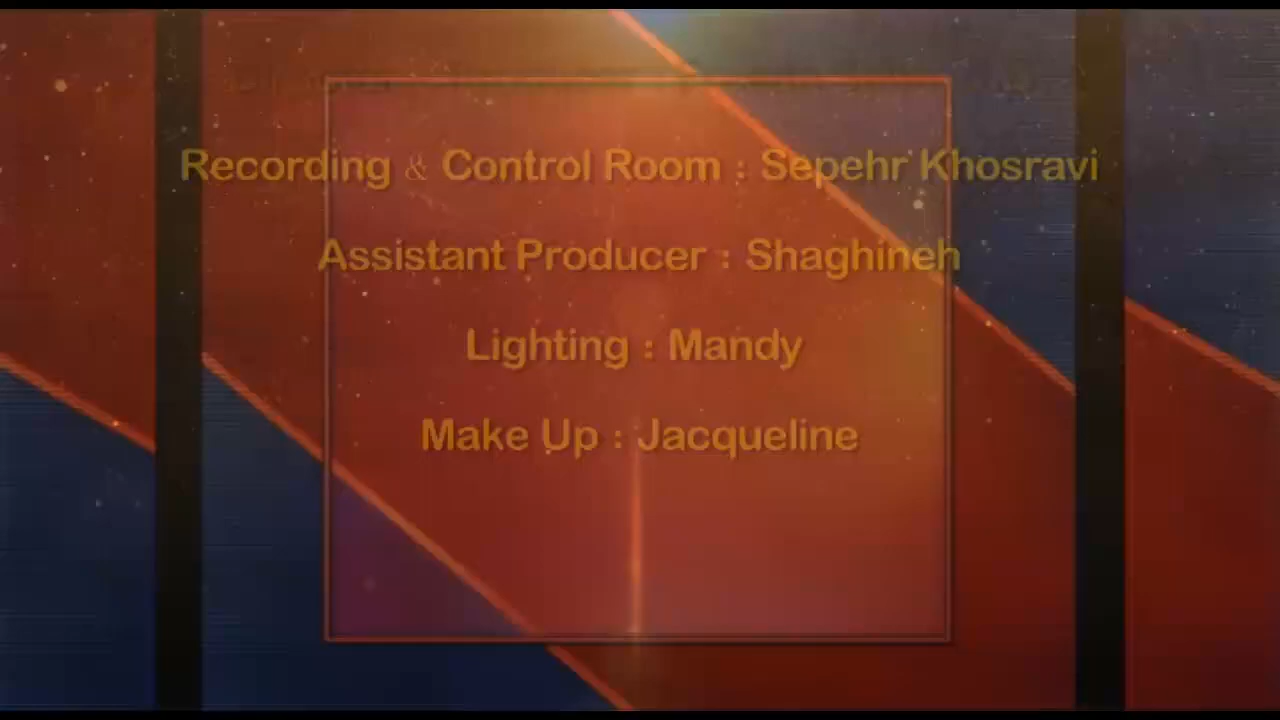 Recording & Control Room : Sepehr Khosravi
Assistant Producer : Shaghineh
Lighting : Mandy
Make Up : Jacqueline